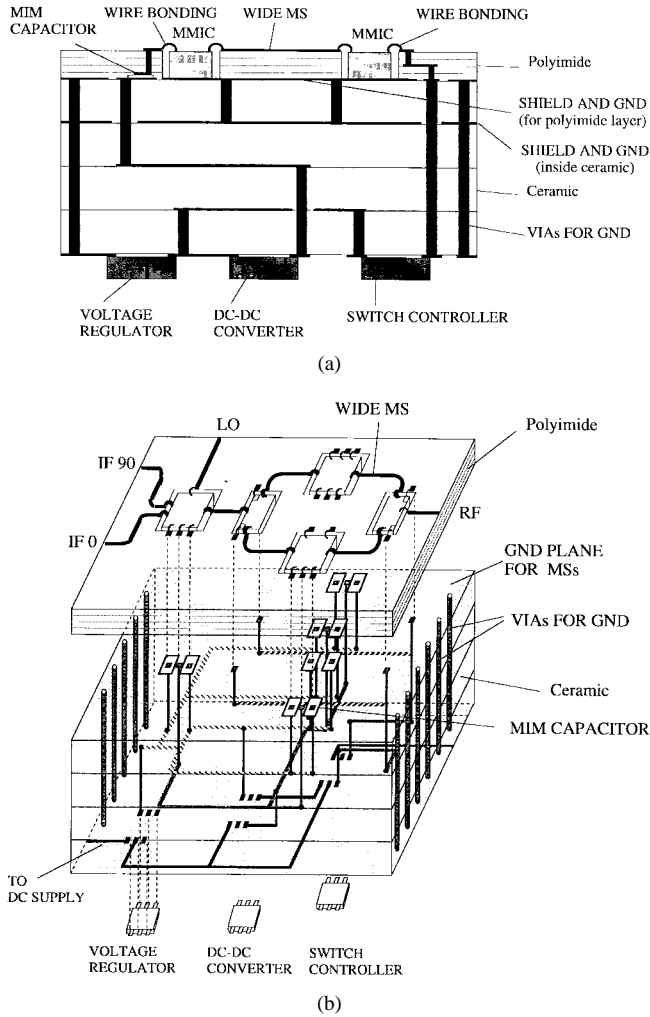 MIM
CAPACITOR
WIRE BONDING
MMIC
WIDE MS
MMIC
WIRE BONDING
Polyimide
SHIELD AND GND
(for polyimide layer)
SHIELD AND GND
(inside ceramic)
Ceramic
VIAs FOR GND
VOLTAGE
REGULATOR
DC-DC
CONVERTER
SWITCH CONTROLLER
(a)
WIDE MS
LO
Polyimide
IF 90
RF
IF 0
GND PLANE
FOR MSs
VIAs FOR GND
Ceramic
MIM CAPACITOR
TO
DC SUPPLY
VOLTAGE
REGULATOR
DC-DC
CONVERTER
SWITCH
CONTROLLER
(b)